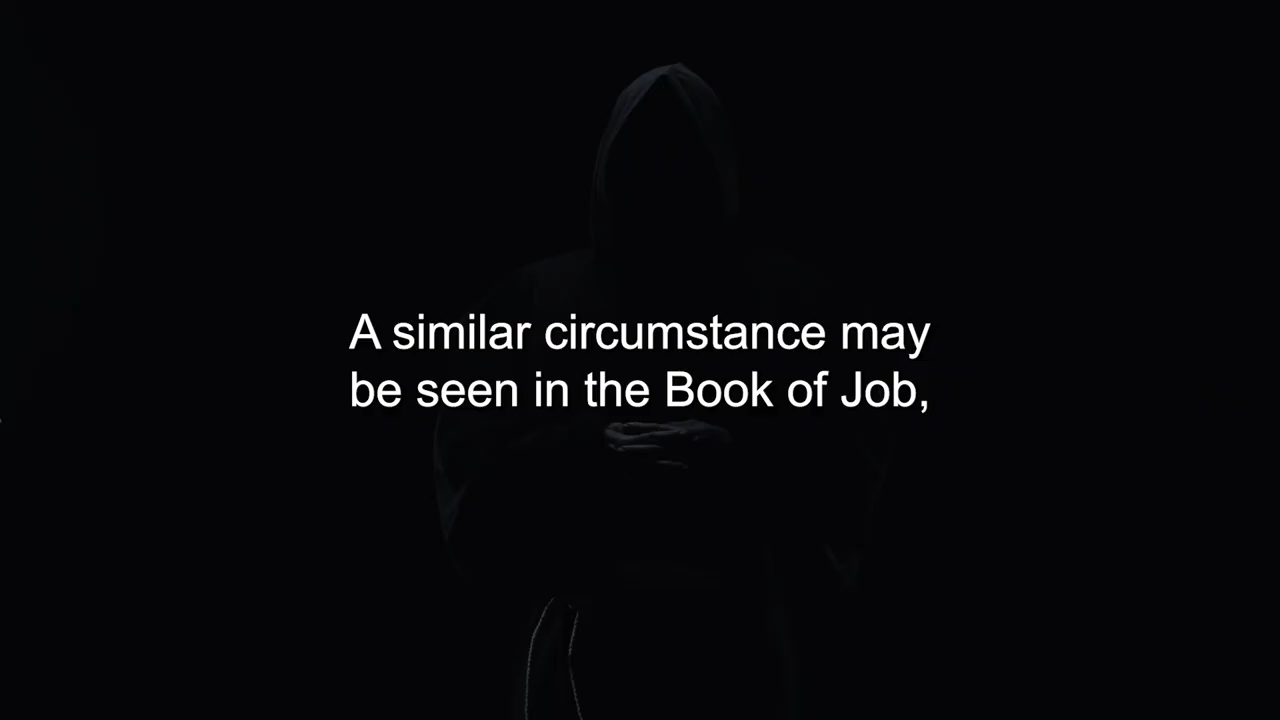 A similar circumstance may
be seen in the Book of Job,